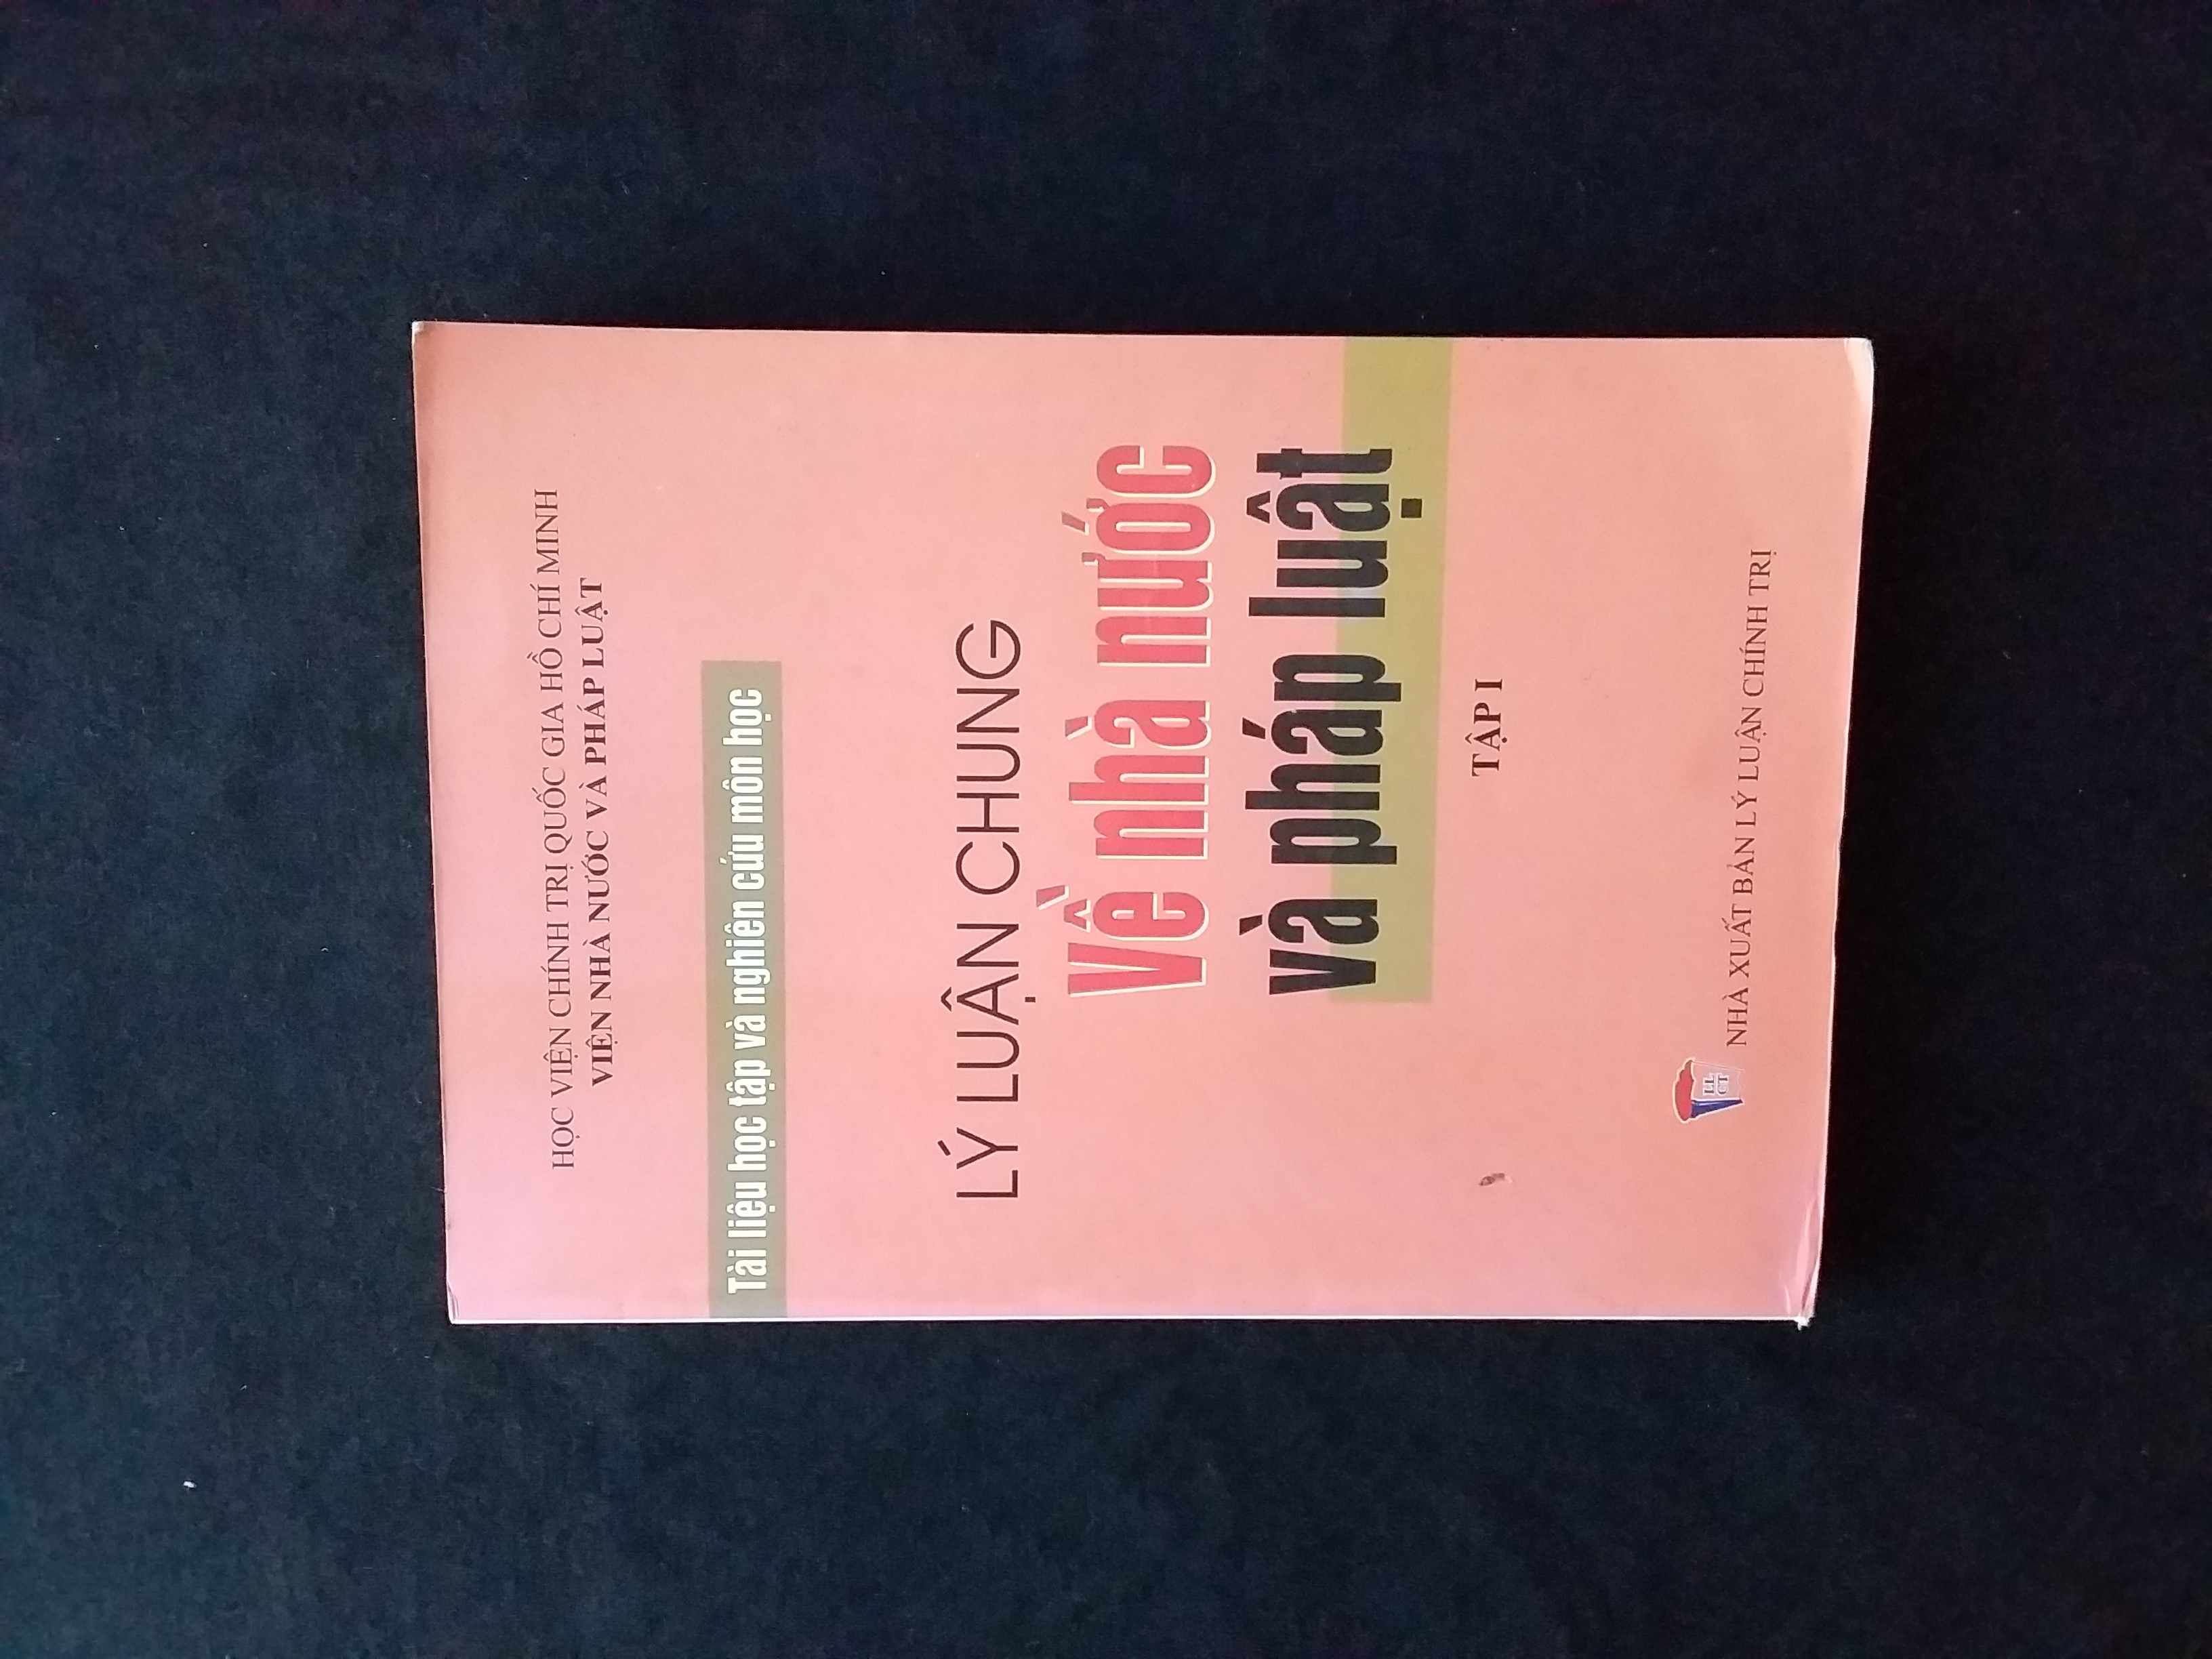 HỌC VIỆN CHÍNH TRỊ QUỐC GIA HỒ CHÍ MINH
VIỆN NHÀ NƯỚC VÀ PHÁP LUẬT
Tài liệu học tập và nghiên cứu môn học
LÝ LUẬN CHUNG
Về nhà nước
và pháp luật
TẬP I
LL
CT
NHÀ XUẤT BẢN LÝ LUẬN CHÍNH TRỊ